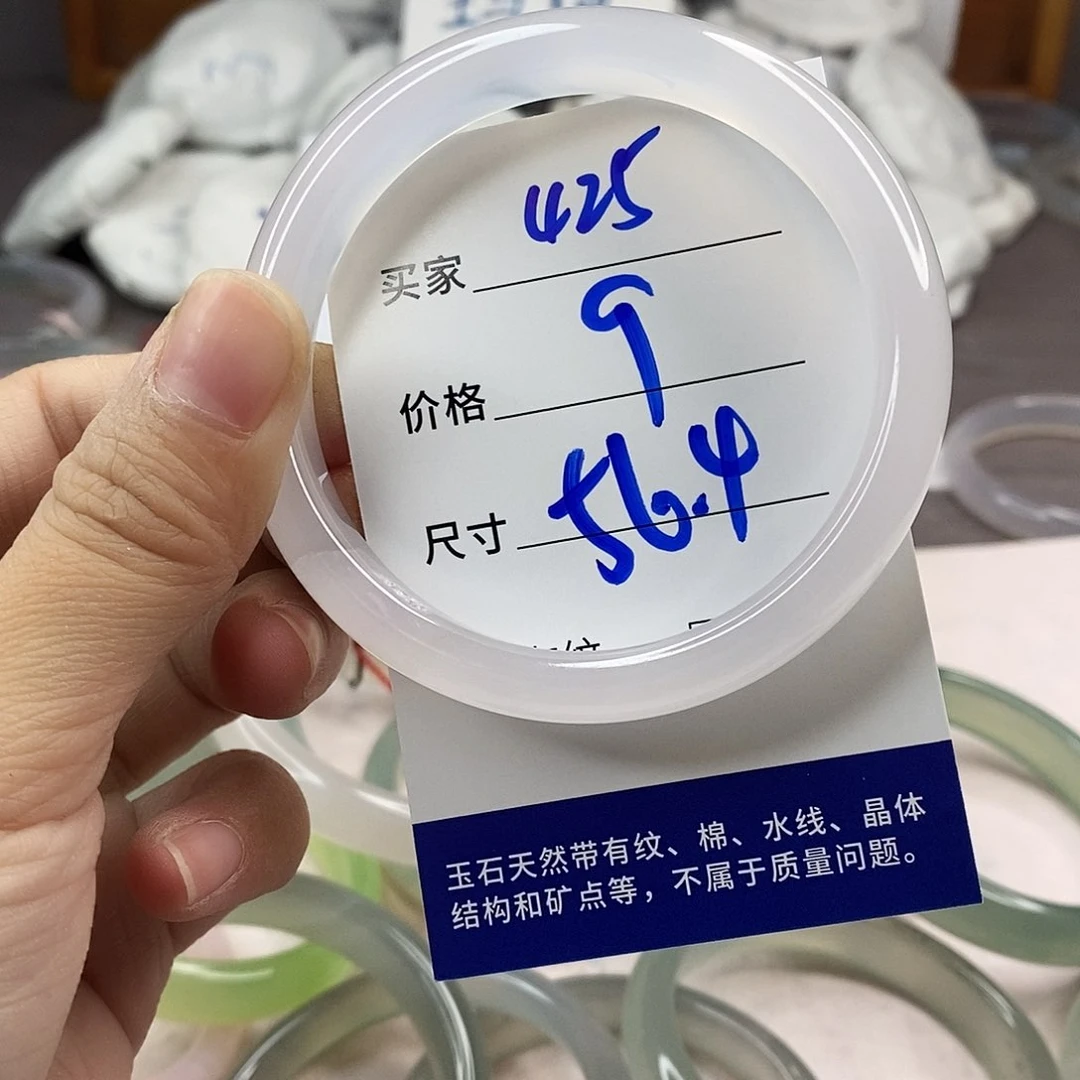 买家 425
价格 9
尺寸 56.4
玉石天然带有纹、棉、水线、晶体
结构和矿点等，不属于质量问题。